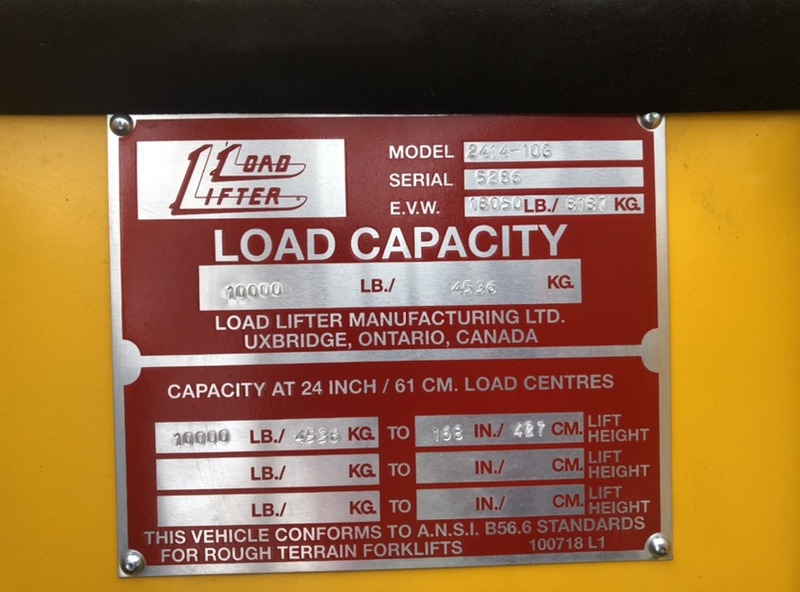 LOAD LIFTER
MODEL 2414-10G
SERIAL 5286
E.V.W. 18050 LB./ 8187 KG.
LOAD CAPACITY
10000 LB./ 4536 KG.
LOAD LIFTER MANUFACTURING LTD.
UXBRIDGE, ONTARIO, CANADA
CAPACITY AT 24 INCH / 61 CM. LOAD CENTRES
10000 LB./ 4536 KG. TO 168 IN./ 427 CM. LIFT HEIGHT
LB./ KG. TO IN./ CM. LIFT HEIGHT
LB./ KG. TO IN./ CM. LIFT HEIGHT
THIS VEHICLE CONFORMS TO A.N.S.I. B56.6 STANDARDS
FOR ROUGH TERRAIN FORKLIFTS 100718 L1